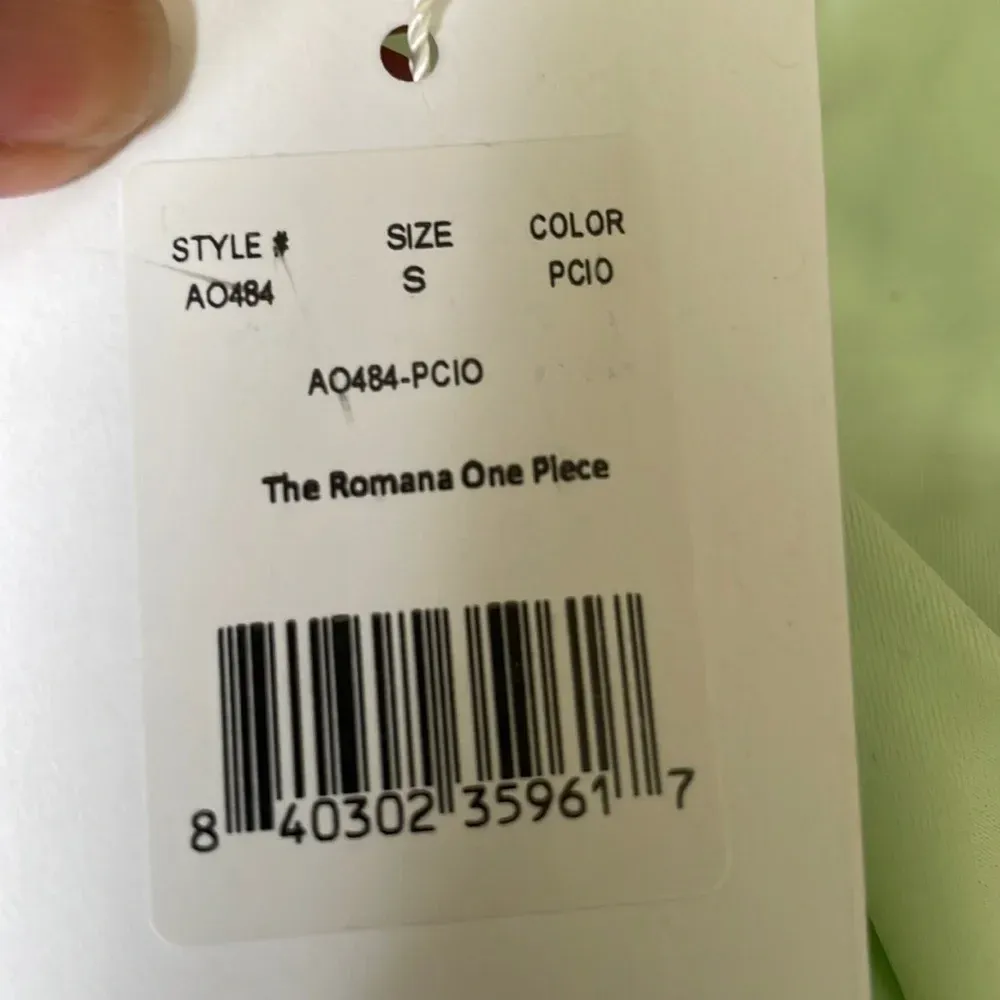 STYLE # SIZE COLOR
AO484 S PCIO
AO484-PCIO
The Romana One Piece
8 40302 35961 7